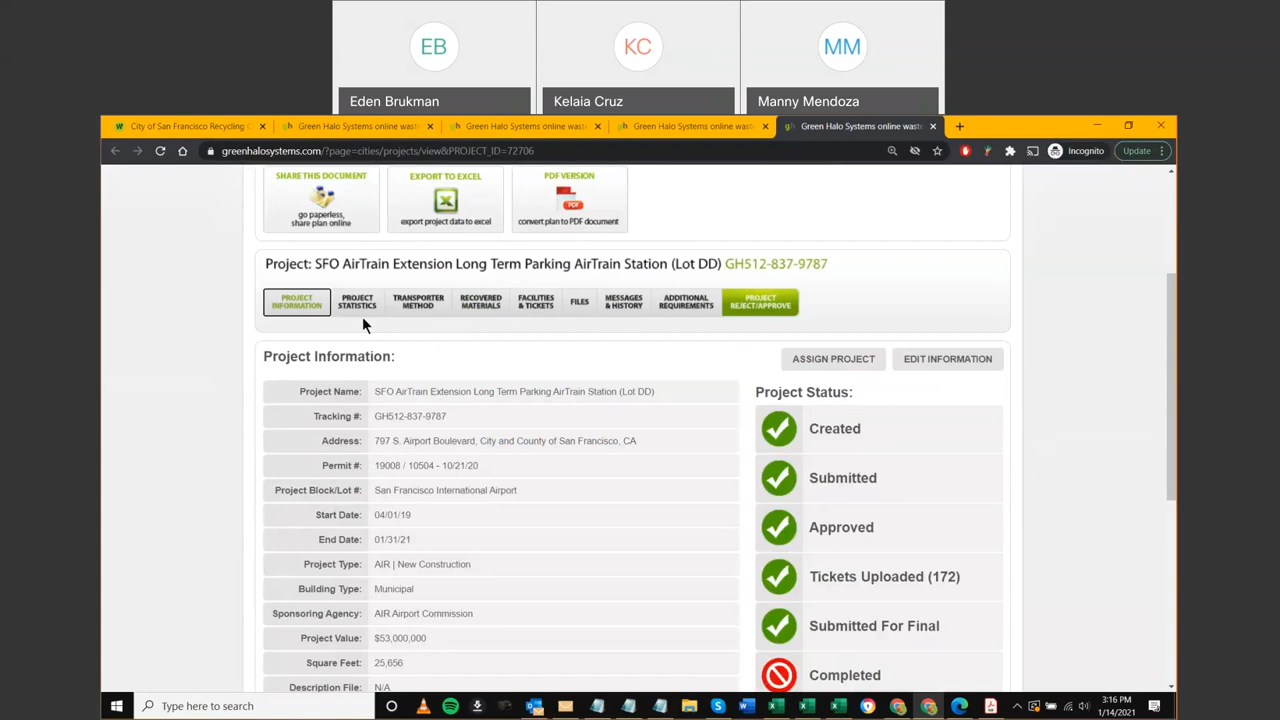 EB
KC
MM
Eden Brukman
Kelaia Cruz
Manny Mendoza
City of San Francisco Recycling
Green Halo Systems online wast
Green Halo Systems online wast
Green Halo Systems online wast
Green Halo Systems online wast
greenhalosystems.com/?page=cities/projects/view&PROJECT_ID=72706
Incognito
Update
SHARE THIS DOCUMENT
go paperless,
share plan online
EXPORT TO EXCEL
export project data to excel
PDF VERSION
convert plan to PDF document
Project: SFO AirTrain Extension Long Term Parking AirTrain Station (Lot DD) GH512-837-9787
PROJECT INFORMATION
PROJECT STATISTICS
TRANSPORTER METHOD
RECOVERED MATERIALS
FACILITIES & TICKETS
FILES
MESSAGES & HISTORY
ADDITIONAL REQUIREMENTS
PROJECT REJECT/APPROVE
Project Information:
ASSIGN PROJECT
EDIT INFORMATION
Project Name: SFO AirTrain Extension Long Term Parking AirTrain Station (Lot DD)
Tracking #: GH512-837-9787
Address: 797 S. Airport Boulevard, City and County of San Francisco, CA
Permit #: 19008 / 10504 - 10/21/20
Project Block/Lot #: San Francisco International Airport
Start Date: 04/01/19
End Date: 01/31/21
Project Type: AIR | New Construction
Building Type: Municipal
Sponsoring Agency: AIR Airport Commission
Project Value: $53,000,000
Square Feet: 25,656
Description File: N/A
Project Status:
Created
Submitted
Approved
Tickets Uploaded (172)
Submitted For Final
Completed
Type here to search
3:16 PM
1/14/2021